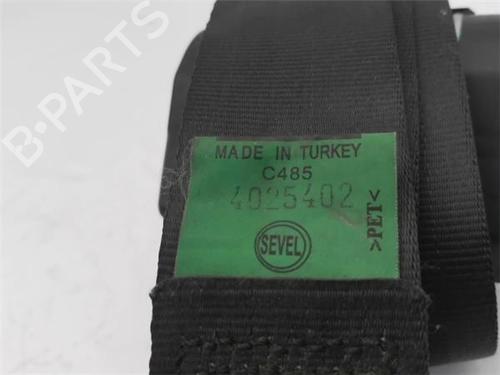 B-PARTS
MADE IN TURKEY
C485
4025402
SEVEL
>PET<